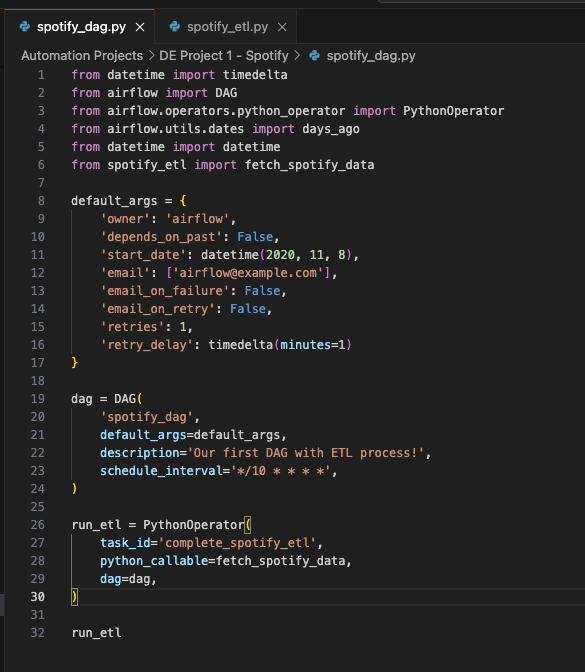 spotify_dag.py × spotify_etl.py ×
Automation Projects > DE Project 1 - Spotify > spotify_dag.py
1 from datetime import timedelta
2 from airflow import DAG
3 from airflow.operators.python_operator import PythonOperator
4 from airflow.utils.dates import days_ago
5 from datetime import datetime
6 from spotify_etl import fetch_spotify_data
7
8 default_args = {
9     'owner': 'airflow',
10     'depends_on_past': False,
11     'start_date': datetime(2020, 11, 8),
12     'email': ['airflow@example.com'],
13     'email_on_failure': False,
14     'email_on_retry': False,
15     'retries': 1,
16     'retry_delay': timedelta(minutes=1)
17 }
18
19 dag = DAG(
20     'spotify_dag',
21     default_args=default_args,
22     description='Our first DAG with ETL process!',
23     schedule_interval='*/10 * * * *',
24 )
25
26 run_etl = PythonOperator(
27     task_id='complete_spotify_etl',
28     python_callable=fetch_spotify_data,
29     dag=dag,
30 )
31
32 run_etl